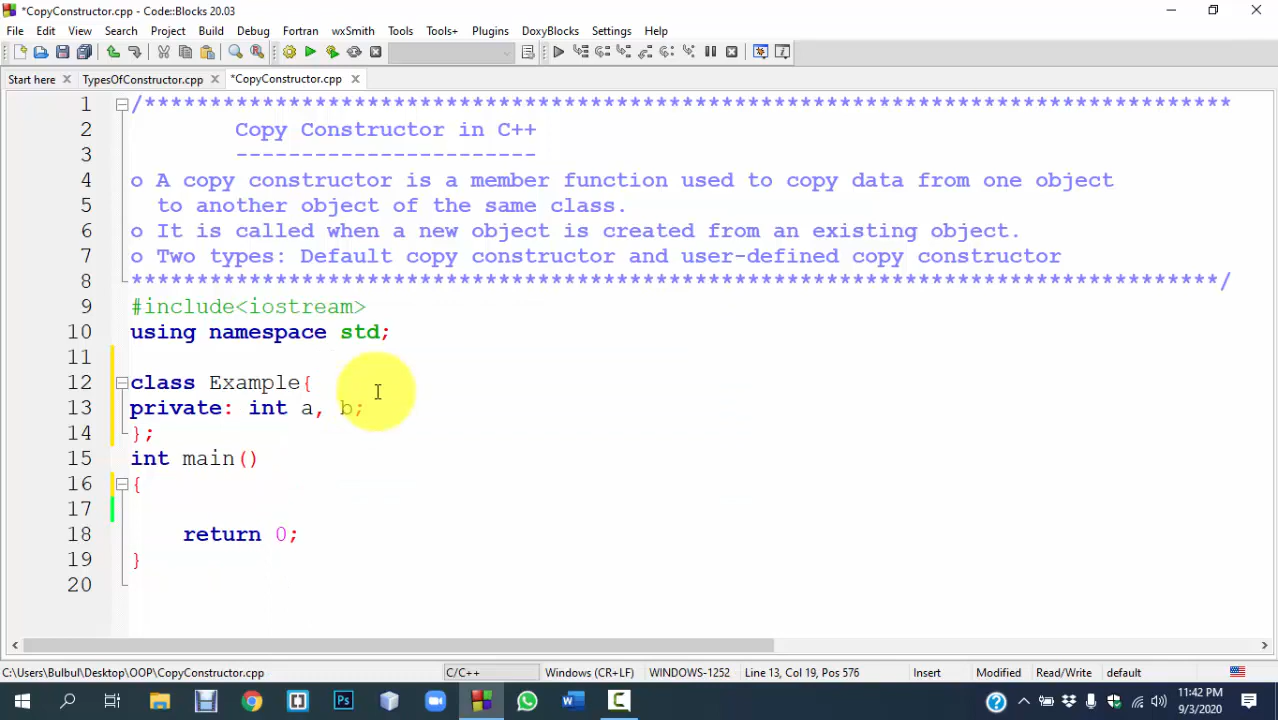 *CopyConstructor.cpp - Code::Blocks 20.03
File Edit View Search Project Build Debug Fortran wxSmith Tools Tools+ Plugins DoxyBlocks Settings Help
Start here TypesOfConstructor.cpp *CopyConstructor.cpp
1 /***********************************************************************************
2 Copy Constructor in C++
3 -----------------------
4 o A copy constructor is a member function used to copy data from one object
5 to another object of the same class.
6 o It is called when a new object is created from an existing object.
7 o Two types: Default copy constructor and user-defined copy constructor
8 ***********************************************************************************/
9 #include<iostream>
10 using namespace std;
11
12 class Example{
13 private: int a, b;
14 };
15 int main()
16 {
17
18 return 0;
19 }
20
C:\Users\Bulbul\Desktop\OOP\CopyConstructor.cpp C/C++ Windows (CR+LF) WINDOWS-1252 Line 13, Col 19, Pos 576 Insert Modified Read/Write default
11:42 PM
9/3/2020